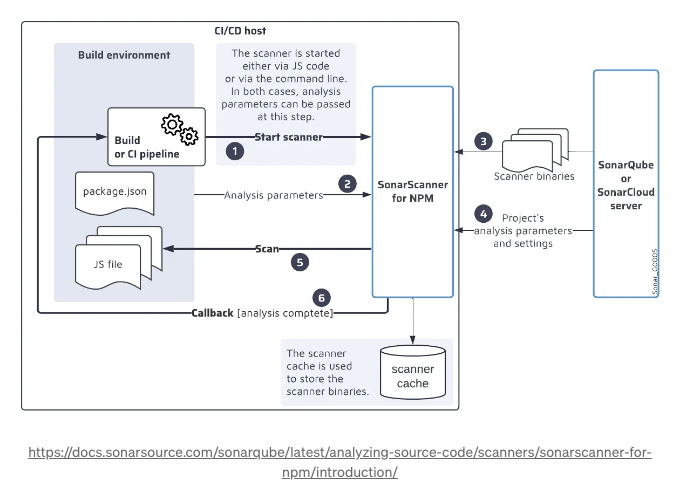 CI/CD host
Build environment
The scanner is started
either via JS code
or via the command line.
In both cases, analysis
parameters can be passed
at this step.
Build
or CI pipeline
Start scanner
1
package.json
Analysis parameters
2
SonarScanner
for NPM
3
Scanner binaries
SonarQube
or
SonarCloud
server
4
Project's
analysis parameters
and settings
JS file
Scan
5
6
Callback [analysis comptete]
The scanner
cache is used
to store the
scanner binaries.
scanner
cache
Sonar_G0005
https://docs.sonarsource.com/sonarqube/latest/analyzing-source-code/scanners/sonarscanner-for-
npm/introduction/